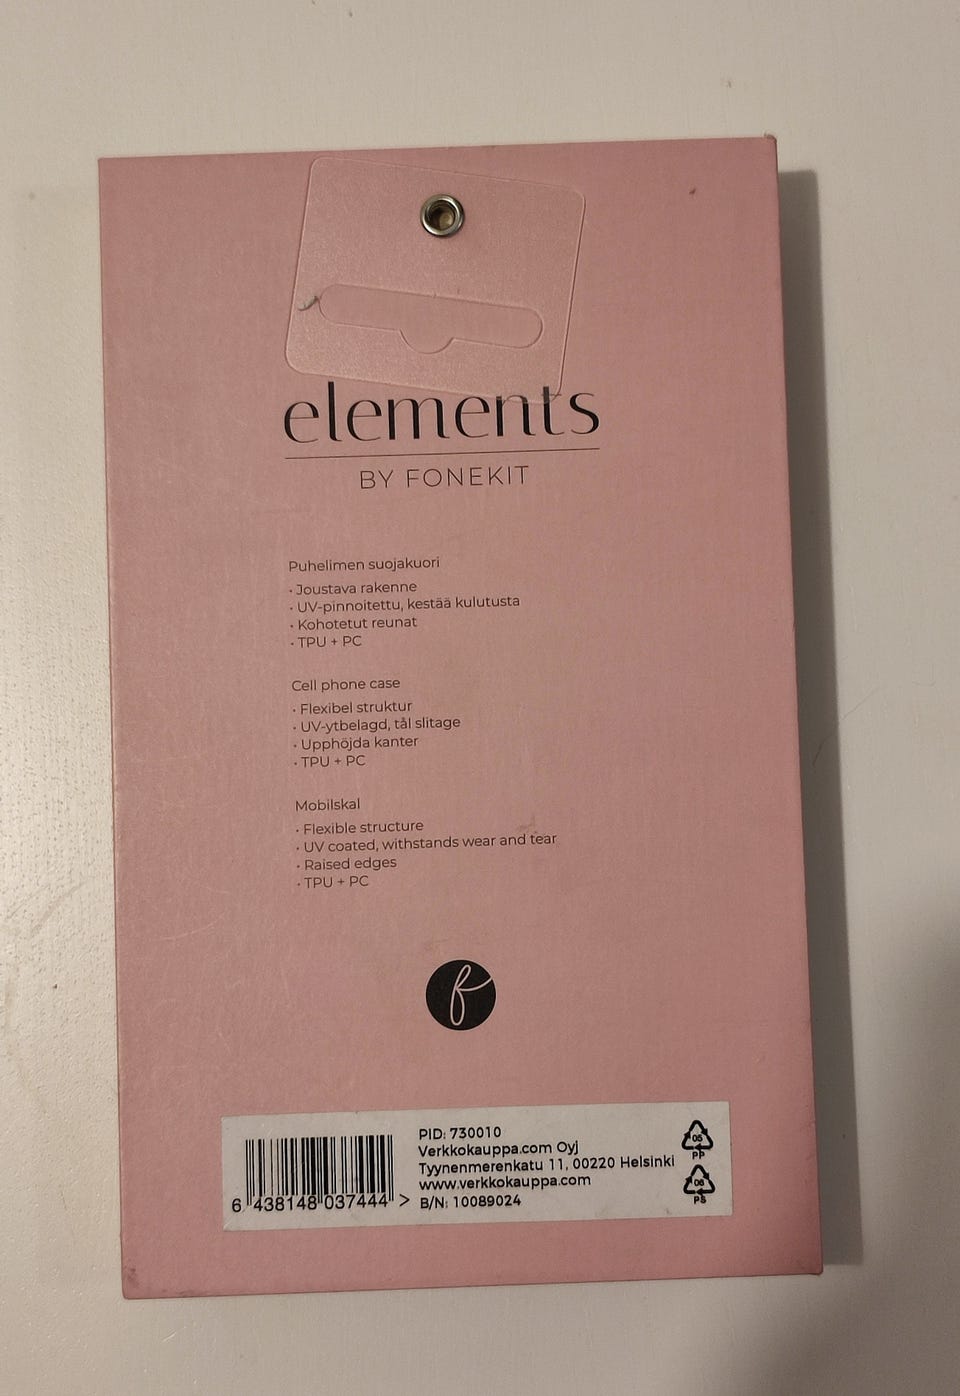 elements
BY FONEKIT
Puhelimen suojakuori
· Joustava rakenne
· UV-pinnoitettu, kestää kulutusta
· Kohotetut reunat
· TPU + PC
Cell phone case
· Flexibel struktur
· UV-ytbelagd, tål slitage
· Upphöjda kanter
· TPU + PC
Mobilskal
· Flexible structure
· UV coated, withstands wear and tear
· Raised edges
· TPU + PC
f
6 438148 037444 >
PID: 730010
Verkkokauppa.com Oyj
Tyynenmerenkatu 11, 00220 Helsinki
www.verkkokauppa.com
B/N: 10089024
05
PP
06
PS